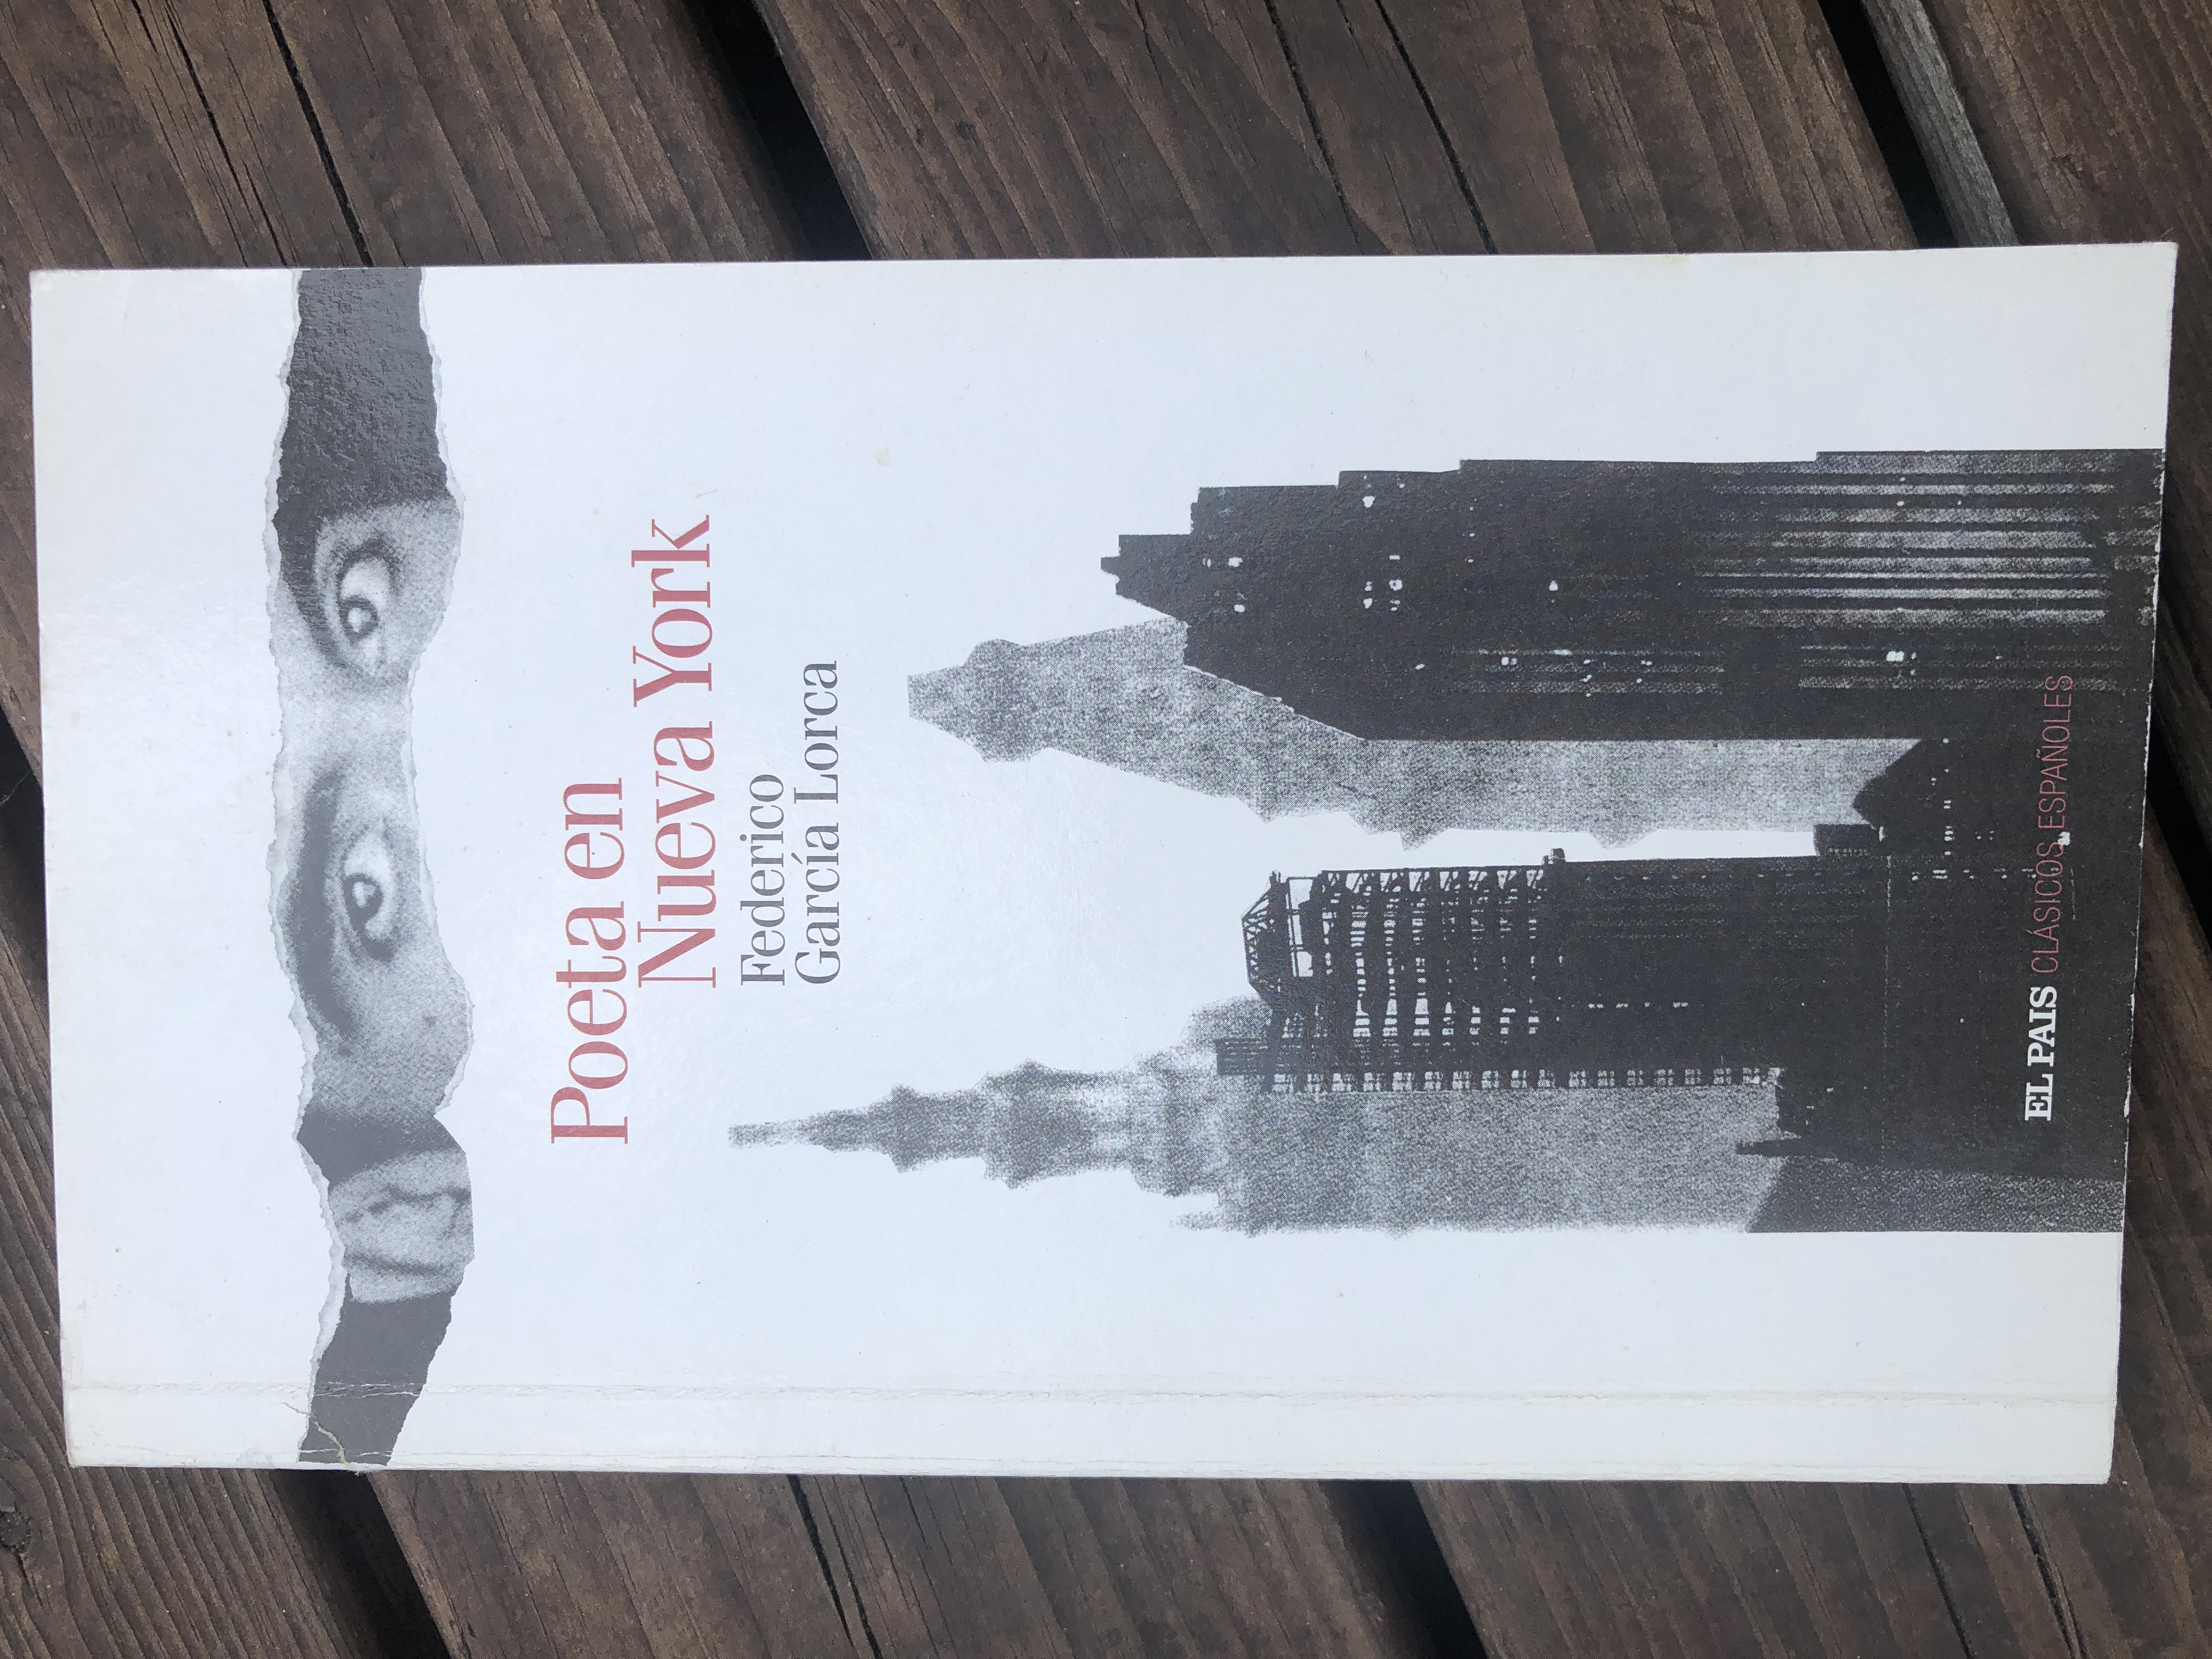 Poeta en
Nueva York
Federico
García Lorca
EL PAIS CLÁSICOS ESPAÑOLES